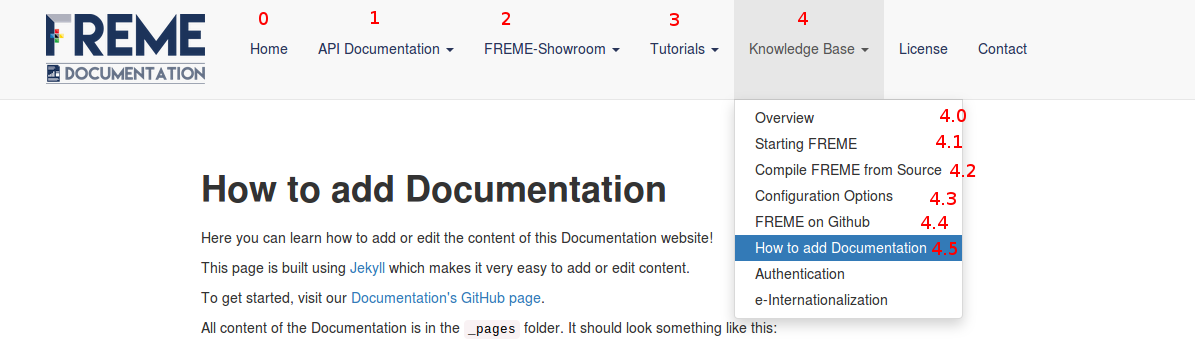 0 1 2 3 4
FREME
DOCUMENTATION
Home API Documentation FREME-Showroom Tutorials Knowledge Base License Contact
Overview 4.0
Starting FREME 4.1
Compile FREME from Source 4.2
Configuration Options 4.3
FREME on Github 4.4
How to add Documentation 4.5
Authentication
e-Internationalization
How to add Documentation
Here you can learn how to add or edit the content of this Documentation website!
This page is built using Jekyll which makes it very easy to add or edit content.
To get started, visit our Documentation's GitHub page.
All content of the Documentation is in the _pages folder. It should look something like this: